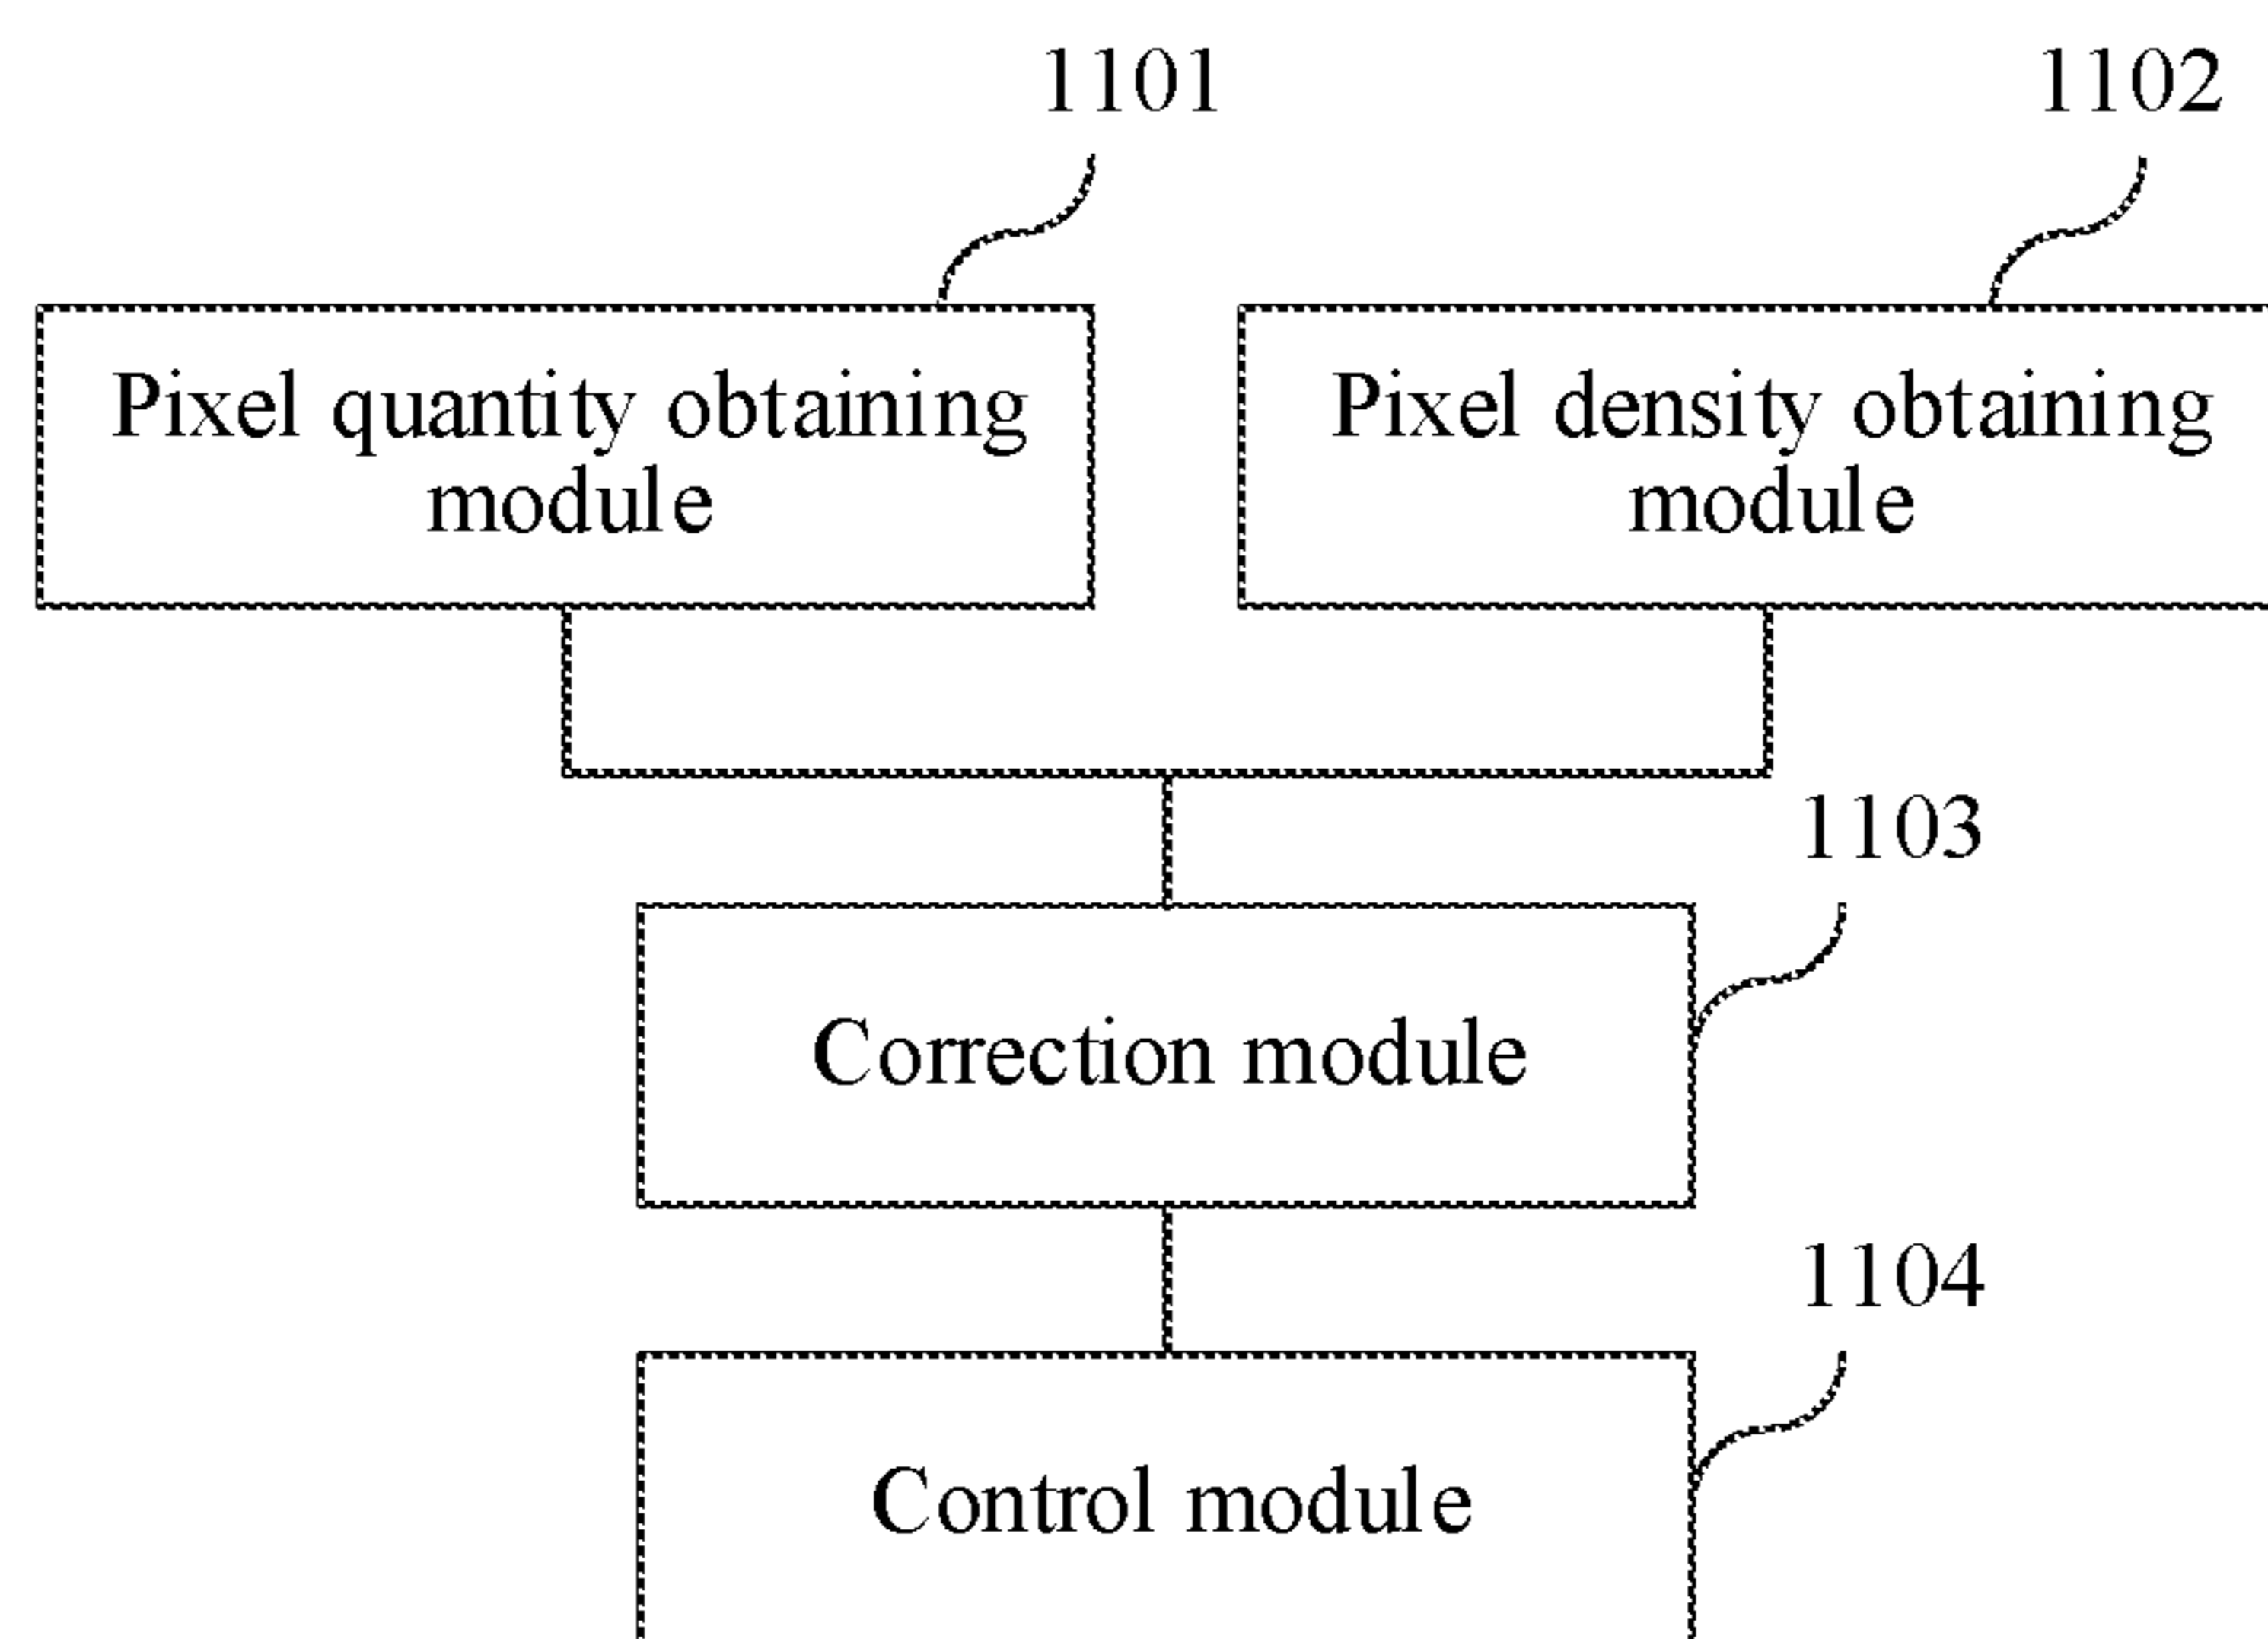 1101
1102
Pixel quantity obtaining
module
Pixel density obtaining
module
1103
Correction module
1104
Control module